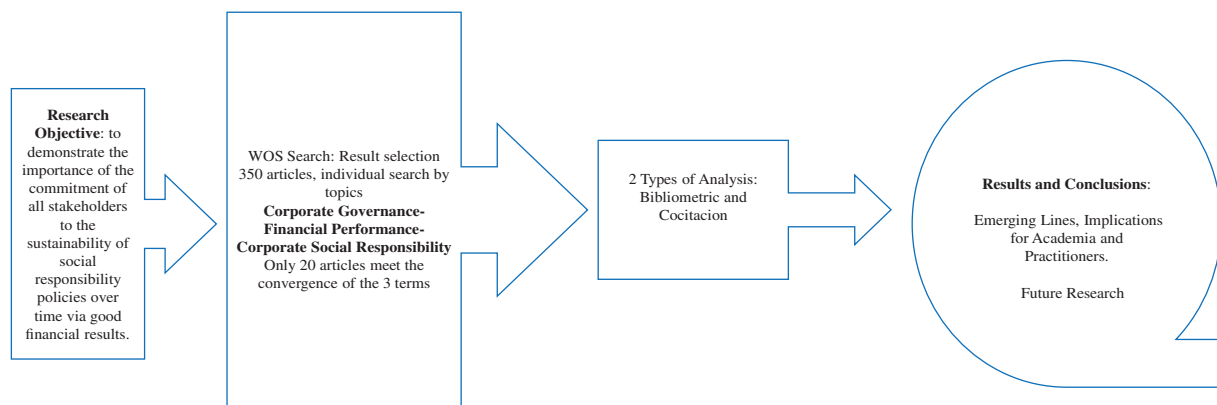 Research
Objective: to
demonstrate the
importance of the
commitment of
all stakeholders
to the
sustainability of
social
responsibility
policies over
time via good
financial results.
WOS Search: Result selection
350 articles, individual search by
topics
Corporate Governance-
Financial Performance-
Corporate Social Responsibility
Only 20 articles meet the
convergence of the 3 terms
2 Types of Analysis:
Bibliometric and
Cocitacion
Results and Conclusions:
Emerging Lines, Implications
for Academia and
Practitioners.
Future Research